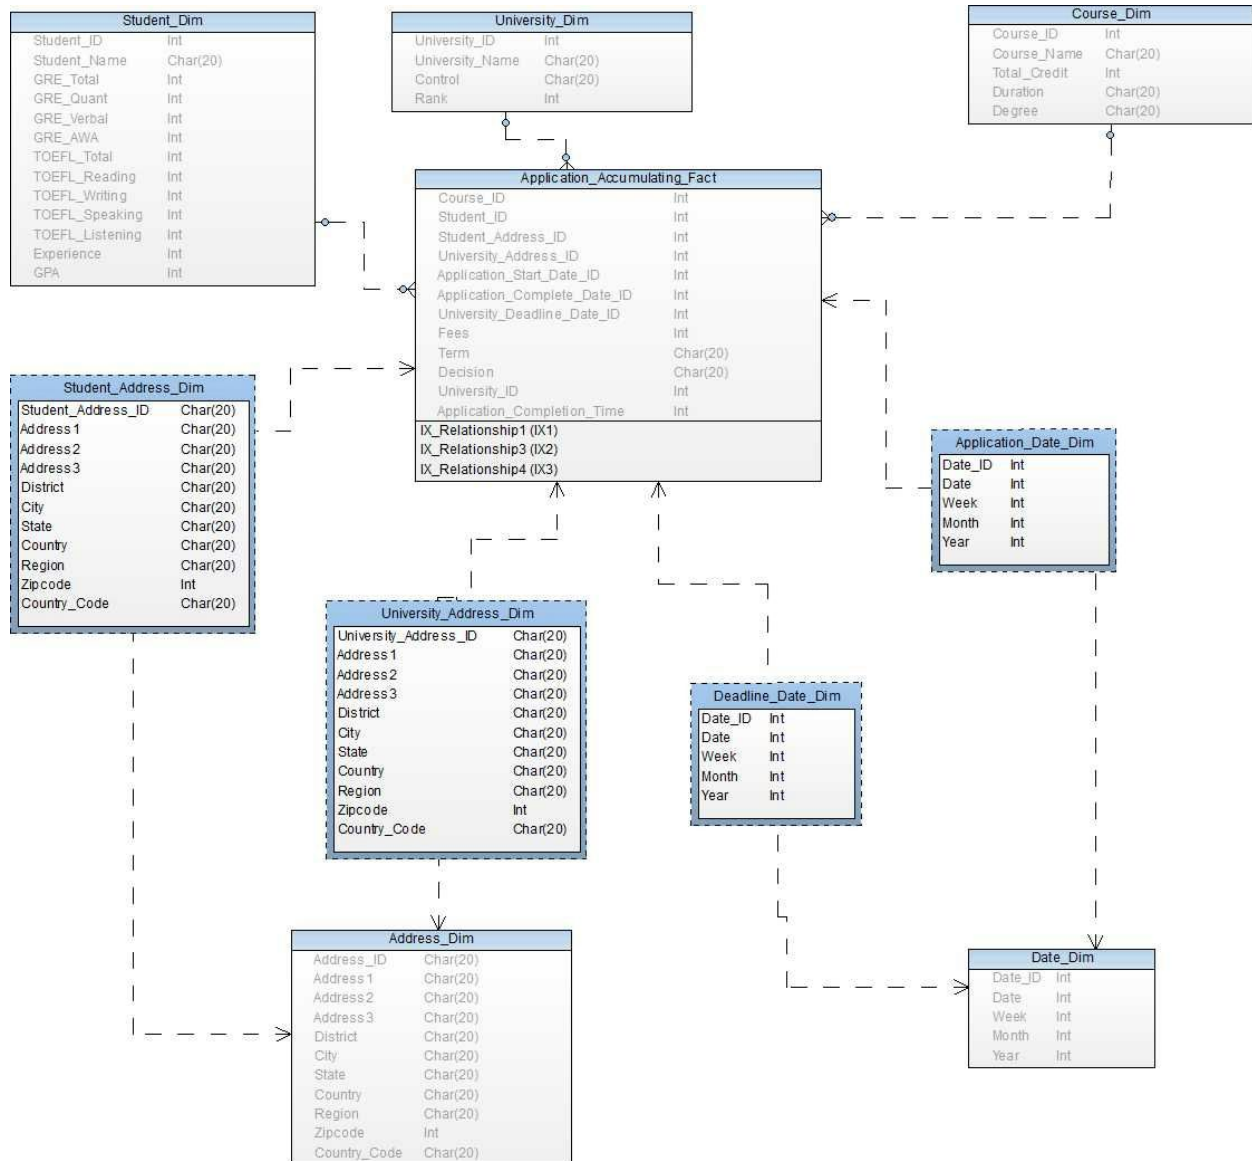 Student_Dim
Student_ID Int
Student_Name Char(20)
GRE_Total Int
GRE_Quant Int
GRE_Verbal Int
GRE_AWA Int
TOEFL_Total Int
TOEFL_Reading Int
TOEFL_Writing Int
TOEFL_Speaking Int
TOEFL_Listening Int
Experience Int
GPA Int
University_Dim
University_ID Int
University_Name Char(20)
Control Char(20)
Rank Int
Course_Dim
Course_ID Int
Course_Name Char(20)
Total_Credit Int
Duration Char(20)
Degree Char(20)
Application_Accumulating_Fact
Course_ID Int
Student_ID Int
Student_Address_ID Int
University_Address_ID Int
Application_Start_Date_ID Int
Application_Complete_Date_ID Int
University_Deadline_Date_ID Int
Fees Int
Term Char(20)
Decision Char(20)
University_ID Int
Application_Completion_Time Int
IX_Relationship1 (IX1)
IX_Relationship3 (IX2)
IX_Relationship4 (IX3)
Student_Address_Dim
Student_Address_ID Char(20)
Address1 Char(20)
Address2 Char(20)
Address3 Char(20)
District Char(20)
City Char(20)
State Char(20)
Country Char(20)
Region Char(20)
Zipcode Int
Country_Code Char(20)
Application_Date_Dim
Date_ID Int
Date Int
Week Int
Month Int
Year Int
University_Address_Dim
University_Address_ID Char(20)
Address1 Char(20)
Address2 Char(20)
Address3 Char(20)
District Char(20)
City Char(20)
State Char(20)
Country Char(20)
Region Char(20)
Zipcode Int
Country_Code Char(20)
Deadline_Date_Dim
Date_ID Int
Date Int
Week Int
Month Int
Year Int
Address_Dim
Address_ID Char(20)
Address1 Char(20)
Address2 Char(20)
Address3 Char(20)
District Char(20)
City Char(20)
State Char(20)
Country Char(20)
Region Char(20)
Zipcode Int
Country_Code Char(20)
Date_Dim
Date_ID Int
Date Int
Week Int
Month Int
Year Int